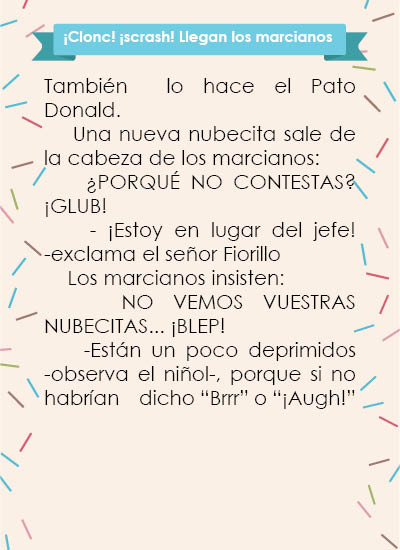 ¡Clonc! ¡scrash! Llegan los marcianos
También lo hace el Pato
Donald.
Una nueva nubecita sale de
la cabeza de los marcianos:
¿PORQUÉ NO CONTESTAS?
¡GLUB!
- ¡Estoy en lugar del jefe!
-exclama el señor Fiorillo
Los marcianos insisten:
NO VEMOS VUESTRAS
NUBECITAS... ¡BLEP!
-Están un poco deprimidos
-observa el niñol-, porque si no
habrían dicho “Brrr” o “¡Augh!”